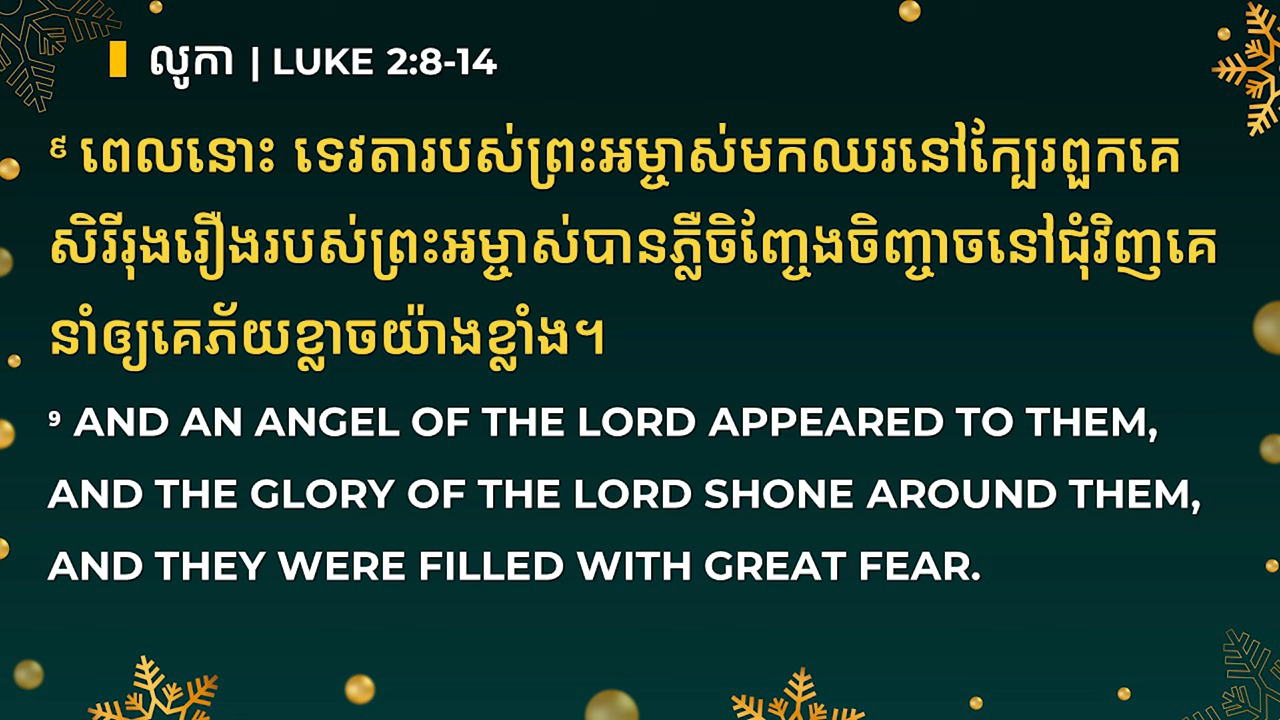 លូកា | LUKE 2:8-14
៩ ពេលនោះ ទេវតារបស់ព្រះអម្ចាស់មកឈរនៅក្បែរពួកគេ
សិរីរុងរឿងរបស់ព្រះអម្ចាស់បានភ្លឺចិញ្ចែងចិញ្ចាចនៅជុំវិញគេ
នាំឲ្យគេភ័យខ្លាចយ៉ាងខ្លាំង។
⁹ AND AN ANGEL OF THE LORD APPEARED TO THEM,
AND THE GLORY OF THE LORD SHONE AROUND THEM,
AND THEY WERE FILLED WITH GREAT FEAR.